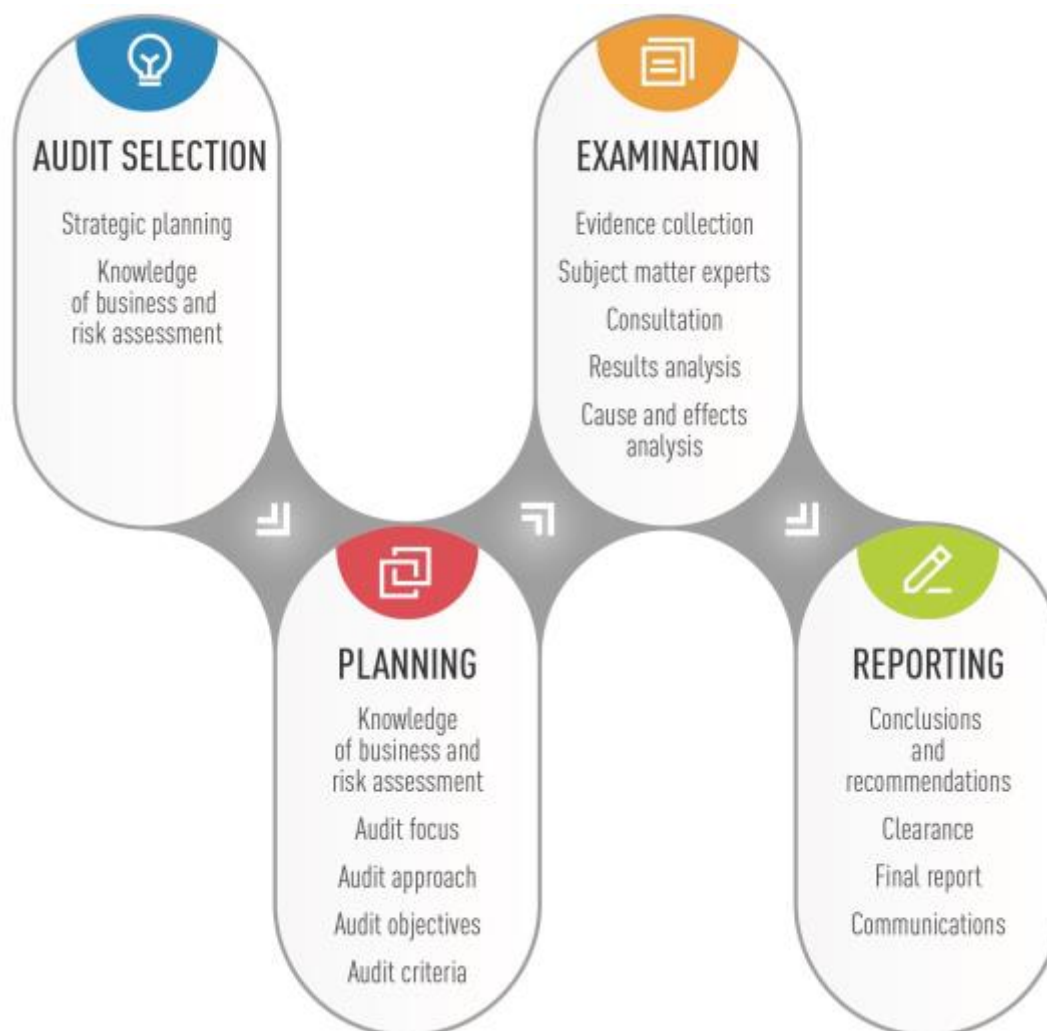 AUDIT SELECTION
Strategic planning
Knowledge
of business and
risk assessment
PLANNING
Knowledge
of business and
risk assessment
Audit focus
Audit approach
Audit objectives
Audit criteria
EXAMINATION
Evidence collection
Subject matter experts
Consultation
Results analysis
Cause and effects
analysis
REPORTING
Conclusions
and
recommendations
Clearance
Final report
Communications